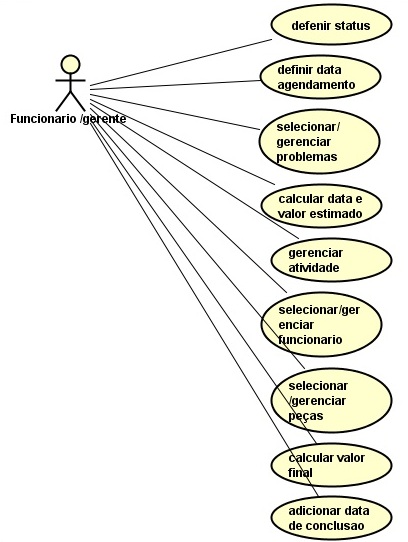 defenir status
definir data
agendamento
Funcionario /gerente
selecionar/
gerenciar
problemas
calcular data e
valor estimado
gerenciar
atividade
selecionar/ger
enciar
funcionario
selecionar
/gerenciar
peças
calcular valor
final
adicionar data
de conclusao